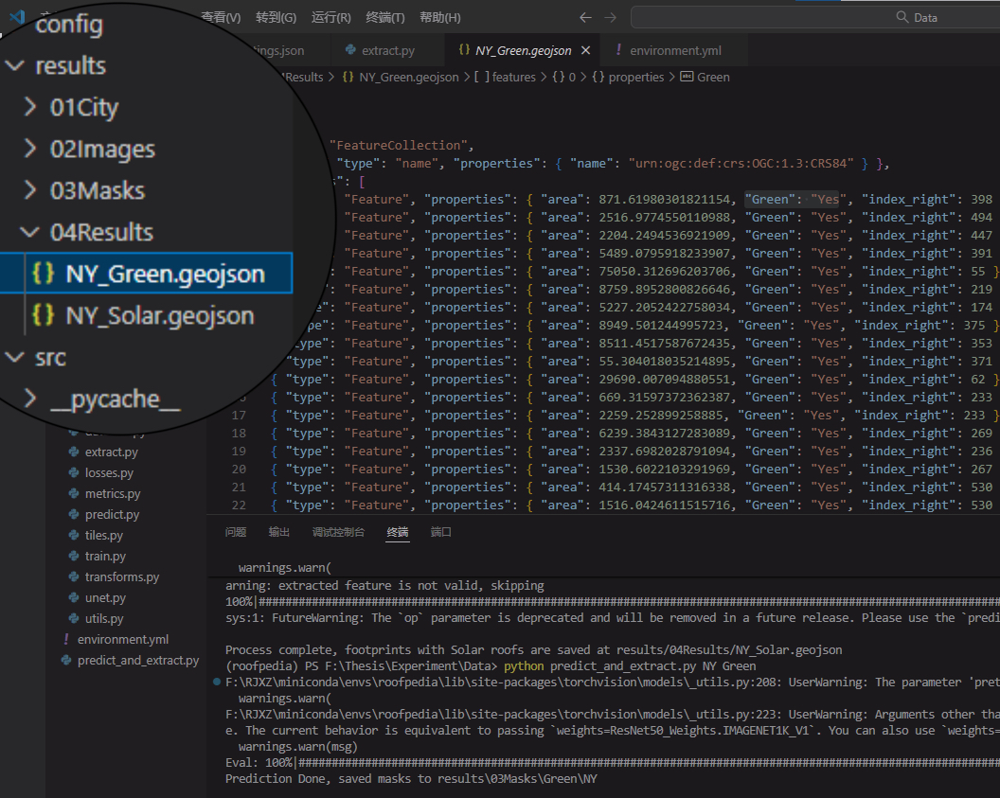 查看(V) 转到(G) 运行(R) 终端(T) 帮助(H) Data
config
results
01City
02Images
03Masks
04Results
{} NY_Green.geojson
{} NY_Solar.geojson
src
__pycache__
extract.py
losses.py
metrics.py
predict.py
tiles.py
train.py
transforms.py
unet.py
utils.py
! environment.yml
predict_and_extract.py
ngs.json extract.py {} NY_Green.geojson × ! environment.yml
Results > {} NY_Green.geojson > [ ] features > {} 0 > {} properties > abc Green
"FeatureCollection",
"type": "name", "properties": { "name": "urn:ogc:def:crs:OGC:1.3:CRS84" } },
s": [
"Feature", "properties": { "area": 871.61980301821154, "Green": "Yes", "index_right": 398
"Feature", "properties": { "area": 2516.9774550110988, "Green": "Yes", "index_right": 494
"Feature", "properties": { "area": 2204.2494536921909, "Green": "Yes", "index_right": 447
"Feature", "properties": { "area": 5489.0795918233907, "Green": "Yes", "index_right": 391
"Feature", "properties": { "area": 75050.312696203706, "Green": "Yes", "index_right": 55 }
"Feature", "properties": { "area": 8759.8952800826646, "Green": "Yes", "index_right": 219
"Feature", "properties": { "area": 5227.2052422758034, "Green": "Yes", "index_right": 174
pe": "Feature", "properties": { "area": 8949.501244995723, "Green": "Yes", "index_right": 375 }
ype": "Feature", "properties": { "area": 8511.4517587672435, "Green": "Yes", "index_right": 353
"type": "Feature", "properties": { "area": 55.304018035214895, "Green": "Yes", "index_right": 371
{ "type": "Feature", "properties": { "area": 29690.007094880551, "Green": "Yes", "index_right": 62 }
{ "type": "Feature", "properties": { "area": 669.31597372362387, "Green": "Yes", "index_right": 233
17 { "type": "Feature", "properties": { "area": 2259.252899258885, "Green": "Yes", "index_right": 233 }
18 { "type": "Feature", "properties": { "area": 6239.3843127283089, "Green": "Yes", "index_right": 269
19 { "type": "Feature", "properties": { "area": 2337.6982028791094, "Green": "Yes", "index_right": 236
20 { "type": "Feature", "properties": { "area": 1530.6022103291969, "Green": "Yes", "index_right": 267
21 { "type": "Feature", "properties": { "area": 414.17457311316338, "Green": "Yes", "index_right": 530
22 { "type": "Feature", "properties": { "area": 1516.0424611515716, "Green": "Yes", "index_right": 530
问题 输出 调试控制台 终端 端口
warnings.warn(
arning: extracted feature is not valid, skipping
100%|####################################################################################################
sys:1: FutureWarning: The `op` parameter is deprecated and will be removed in a future release. Please use the `predi
Process complete, footprints with Solar roofs are saved at results/04Results/NY_Solar.geojson
(roofpedia) PS F:\Thesis\Experiment\Data> python predict_and_extract.py NY Green
F:\RJXZ\miniconda\envs\roofpedia\lib\site-packages\torchvision\models\_utils.py:208: UserWarning: The parameter 'pret
warnings.warn(
F:\RJXZ\miniconda\envs\roofpedia\lib\site-packages\torchvision\models\_utils.py:223: UserWarning: Arguments other tha
e. The current behavior is equivalent to passing `weights=ResNet50_Weights.IMAGENET1K_V1`. You can also use `weights=
warnings.warn(msg)
Eval: 100%|##############################################################################################
Prediction Done, saved masks to results\03Masks\Green\NY